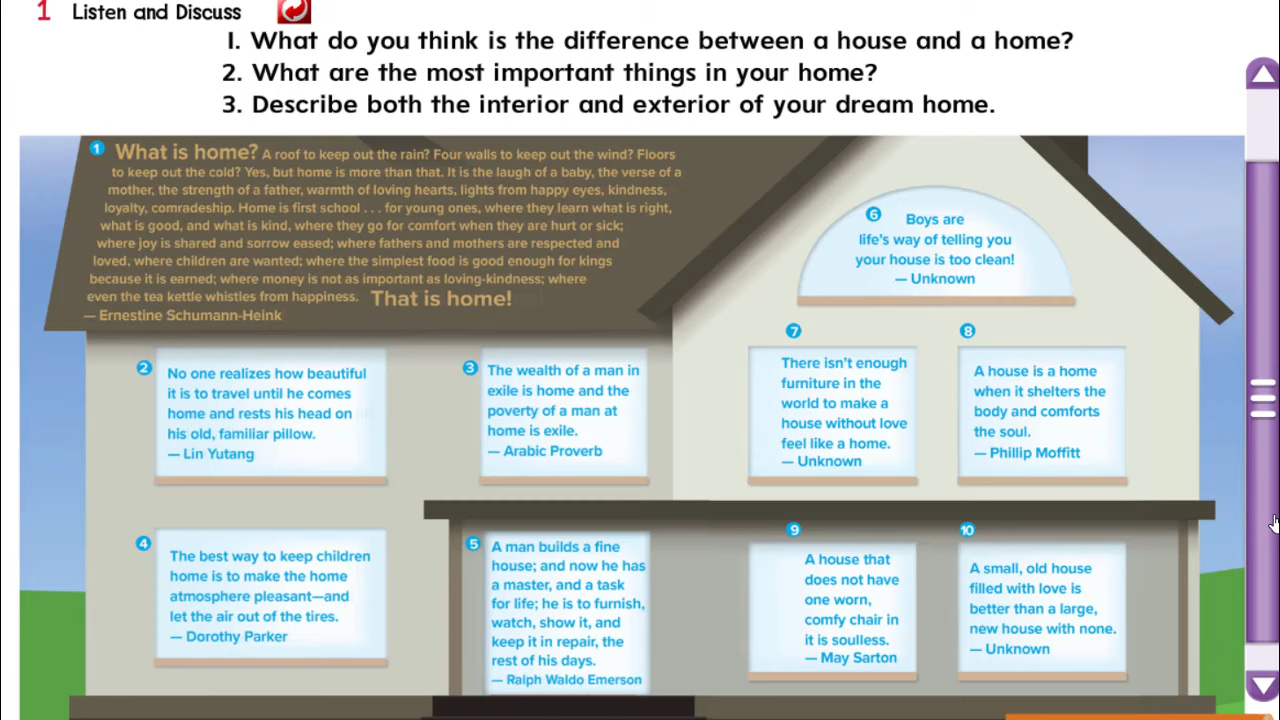 1 Listen and Discuss
1. What do you think is the difference between a house and a home?
2. What are the most important things in your home?
3. Describe both the interior and exterior of your dream home.
1 What is home? A roof to keep out the rain? Four walls to keep out the wind? Floors
to keep out the cold? Yes, but home is more than that. It is the laugh of a baby, the verse of a
mother, the strength of a father, warmth of loving hearts, lights from happy eyes, kindness,
loyalty, comradeship. Home is first school . . . for young ones, where they learn what is right,
what is good, and what is kind, where they go for comfort when they are hurt or sick;
where joy is shared and sorrow eased; where fathers and mothers are respected and
loved, where children are wanted; where the simplest food is good enough for kings
because it is earned; where money is not as important as loving-kindness; where
even the tea kettle whistles from happiness. That is home!
— Ernestine Schumann-Heink
2 No one realizes how beautiful
it is to travel until he comes
home and rests his head on
his old, familiar pillow.
— Lin Yutang
3 The wealth of a man in
exile is home and the
poverty of a man at
home is exile.
— Arabic Proverb
4 The best way to keep children
home is to make the home
atmosphere pleasant—and
let the air out of the tires.
— Dorothy Parker
5 A man builds a fine
house; and now he has
a master, and a task
for life; he is to furnish,
watch, show it, and
keep it in repair, the
rest of his days.
— Ralph Waldo Emerson
6 Boys are
life's way of telling you
your house is too clean!
— Unknown
7
There isn't enough
furniture in the
world to make a
house without love
feel like a home.
— Unknown
8
A house is a home
when it shelters the
body and comforts
the soul.
— Phillip Moffitt
9
A house that
does not have
one worn,
comfy chair in
it is soulless.
— May Sarton
10
A small, old house
filled with love is
better than a large,
new house with none.
— Unknown